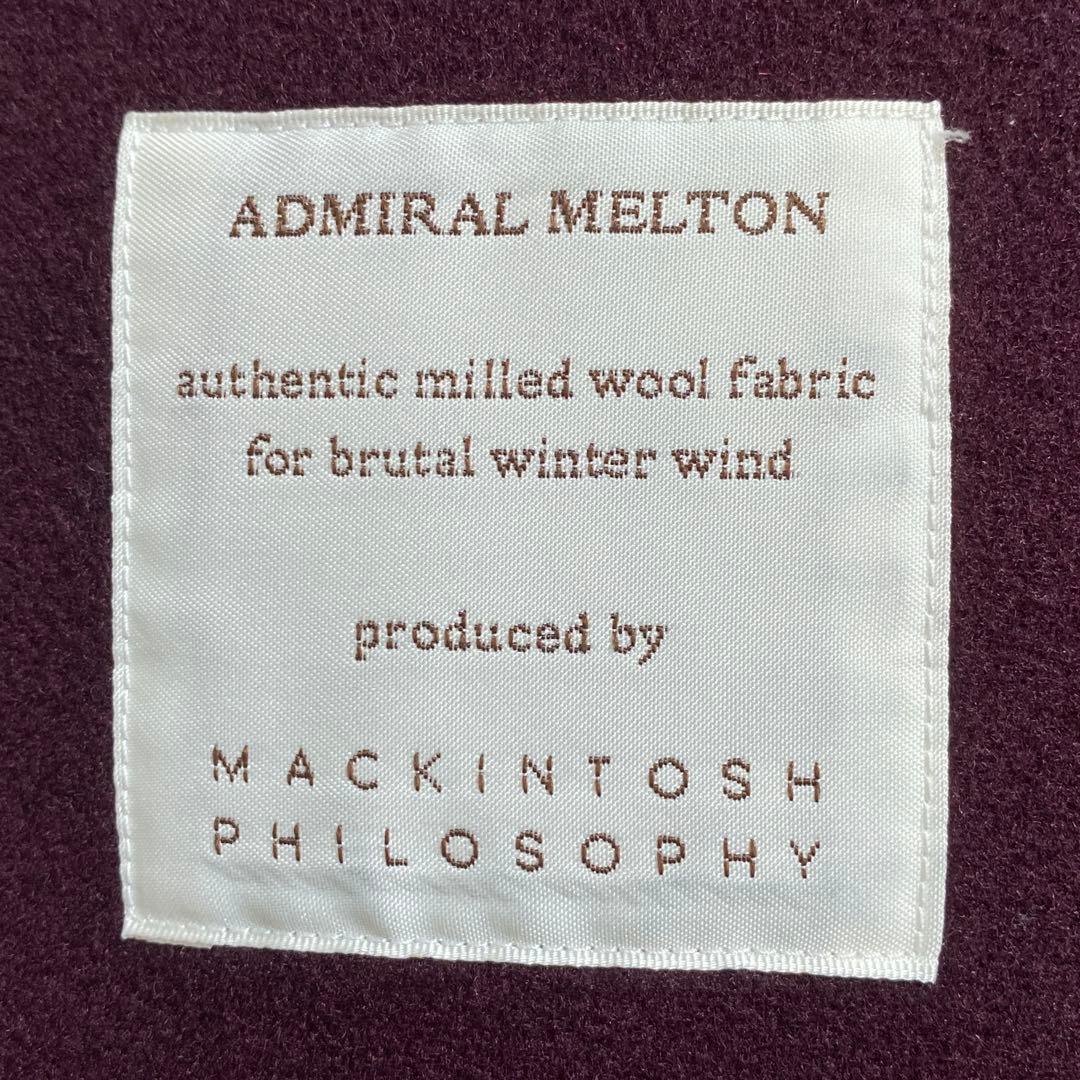 ADMIRAL MELTON
authentic milled wool fabric
for brutal winter wind
produced by
MACKINTOSH
PHILOSOPHY